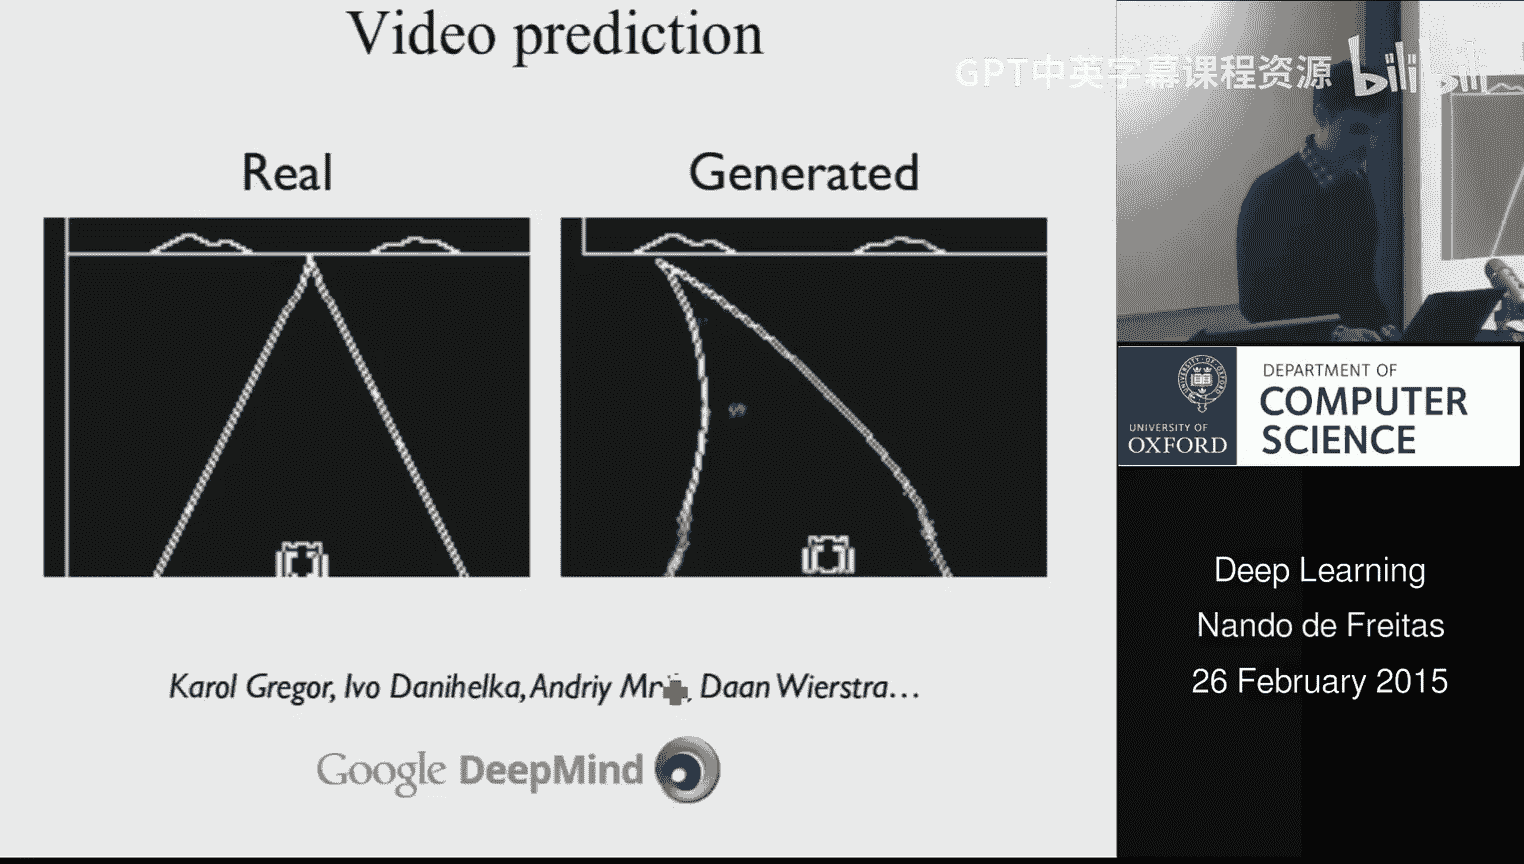 Video prediction
GPT中英字幕课程资源 bilibili
Real
Generated
Karol Gregor, Ivo Danihelka, Andriy Daan Wierstra...
Google DeepMind
UNIVERSITY OF
OXFORD
DEPARTMENT OF
COMPUTER
SCIENCE
Deep Learning
Nando de Freitas
26 February 2015